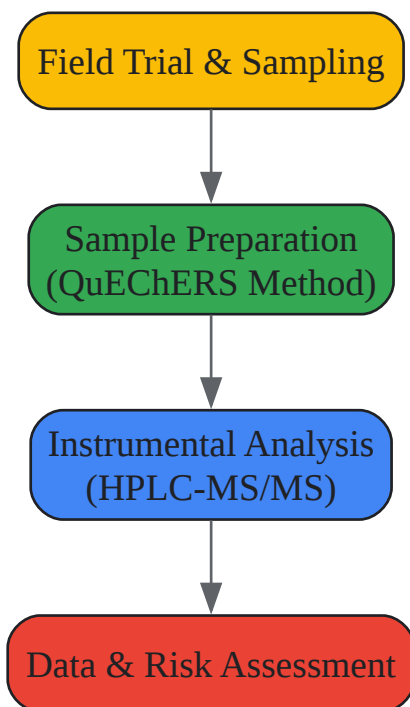 Field Trial & Sampling
Sample Preparation
(QuEChERS Method)
Instrumental Analysis
(HPLC-MS/MS)
Data & Risk Assessment